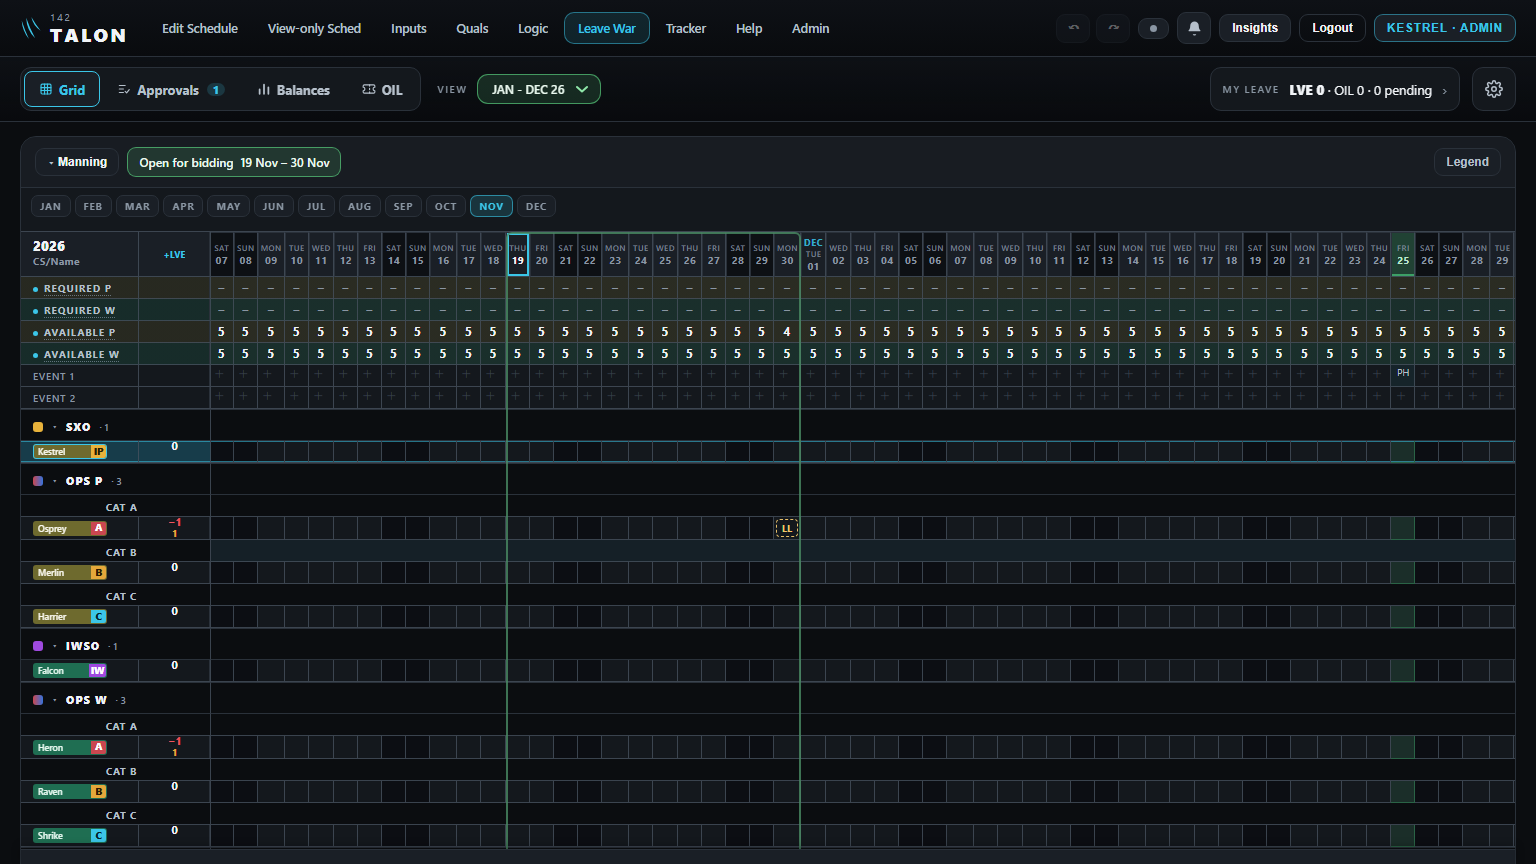 142
TALON
Edit Schedule View-only Sched Inputs Quals Logic Leave War Tracker Help Admin
Insights Logout KESTREL · ADMIN
Grid Approvals 1 Balances OIL VIEW JAN - DEC 26
MY LEAVE LVE 0 · OIL 0 · 0 pending ›
Manning Open for bidding 19 Nov – 30 Nov Legend
JAN FEB MAR APR MAY JUN JUL AUG SEP OCT NOV DEC
2026
CS/Name
+LVE
SAT SUN MON TUE WED THU FRI SAT SUN MON TUE WED THU FRI SAT SUN MON TUE WED THU FRI SAT SUN MON DEC TUE WED THU FRI SAT SUN MON TUE WED THU FRI SAT SUN MON TUE WED THU FRI SAT SUN MON TUE WED THU FRI SAT SUN MON TUE
07 08 09 10 11 12 13 14 15 16 17 18 19 20 21 22 23 24 25 26 27 28 29 30 01 02 03 04 05 06 07 08 09 10 11 12 13 14 15 16 17 18 19 20 21 22 23 24 25 26 27 28 29
REQUIRED P – – – – – – – – – – – – – – – – – – – – – – – – – – – – – – – – – – – – – – – – – – – – – – – – – – – – –
REQUIRED W – – – – – – – – – – – – – – – – – – – – – – – – – – – – – – – – – – – – – – – – – – – – – – – – – – – – –
AVAILABLE P 5 5 5 5 5 5 5 5 5 5 5 5 5 5 5 5 5 5 5 5 5 5 5 4 5 5 5 5 5 5 5 5 5 5 5 5 5 5 5 5 5 5 5 5 5 5 5 5 5 5 5 5 5
AVAILABLE W 5 5 5 5 5 5 5 5 5 5 5 5 5 5 5 5 5 5 5 5 5 5 5 5 5 5 5 5 5 5 5 5 5 5 5 5 5 5 5 5 5 5 5 5 5 5 5 5 5 5 5 5 5
EVENT 1 + + + + + + + + + + + + + + + + + + + + + + + + + + + + + + + + + + + + + + + + + + + + + + + + PH + + + +
EVENT 2 + + + + + + + + + + + + + + + + + + + + + + + + + + + + + + + + + + + + + + + + + + + + + + + + + + + + +
SXO · 1
Kestrel IP 0
OPS P · 3
CAT A
Osprey A −1
1
LL
CAT B
Merlin B 0
CAT C
Harrier C 0
IWSO · 1
Falcon IW 0
OPS W · 3
CAT A
Heron A −1
1
CAT B
Raven B 0
CAT C
Shrike C 0